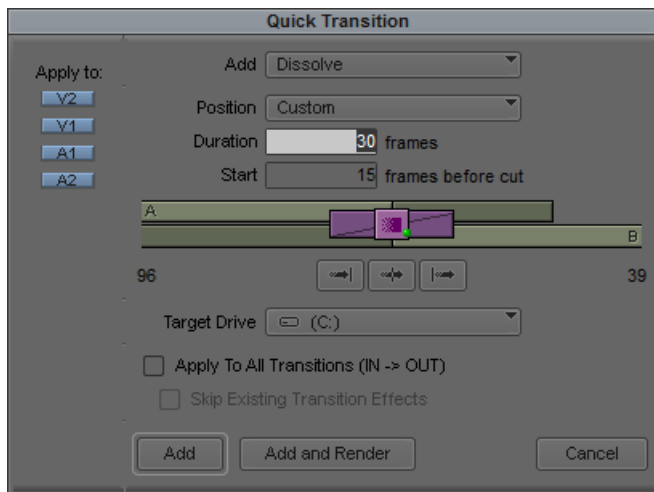 Quick Transition
Apply to:
V2
V1
A1
A2
Add Dissolve
Position Custom
Duration 30 frames
Start 15 frames before cut
A
B
96 39
Target Drive (C:)
Apply To All Transitions (IN -> OUT)
Skip Existing Transition Effects
Add Add and Render Cancel